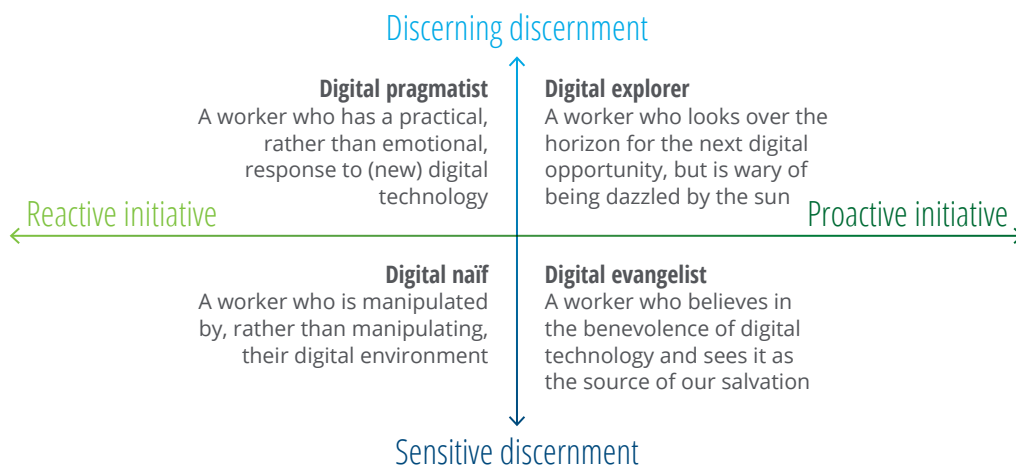 Discerning discernment
Digital pragmatist
A worker who has a practical,
rather than emotional,
response to (new) digital
technology
Digital explorer
A worker who looks over the
horizon for the next digital
opportunity, but is wary of
being dazzled by the sun
Reactive initiative
Proactive initiative
Digital naïf
A worker who is manipulated
by, rather than manipulating,
their digital environment
Digital evangelist
A worker who believes in
the benevolence of digital
technology and sees it as
the source of our salvation
Sensitive discernment